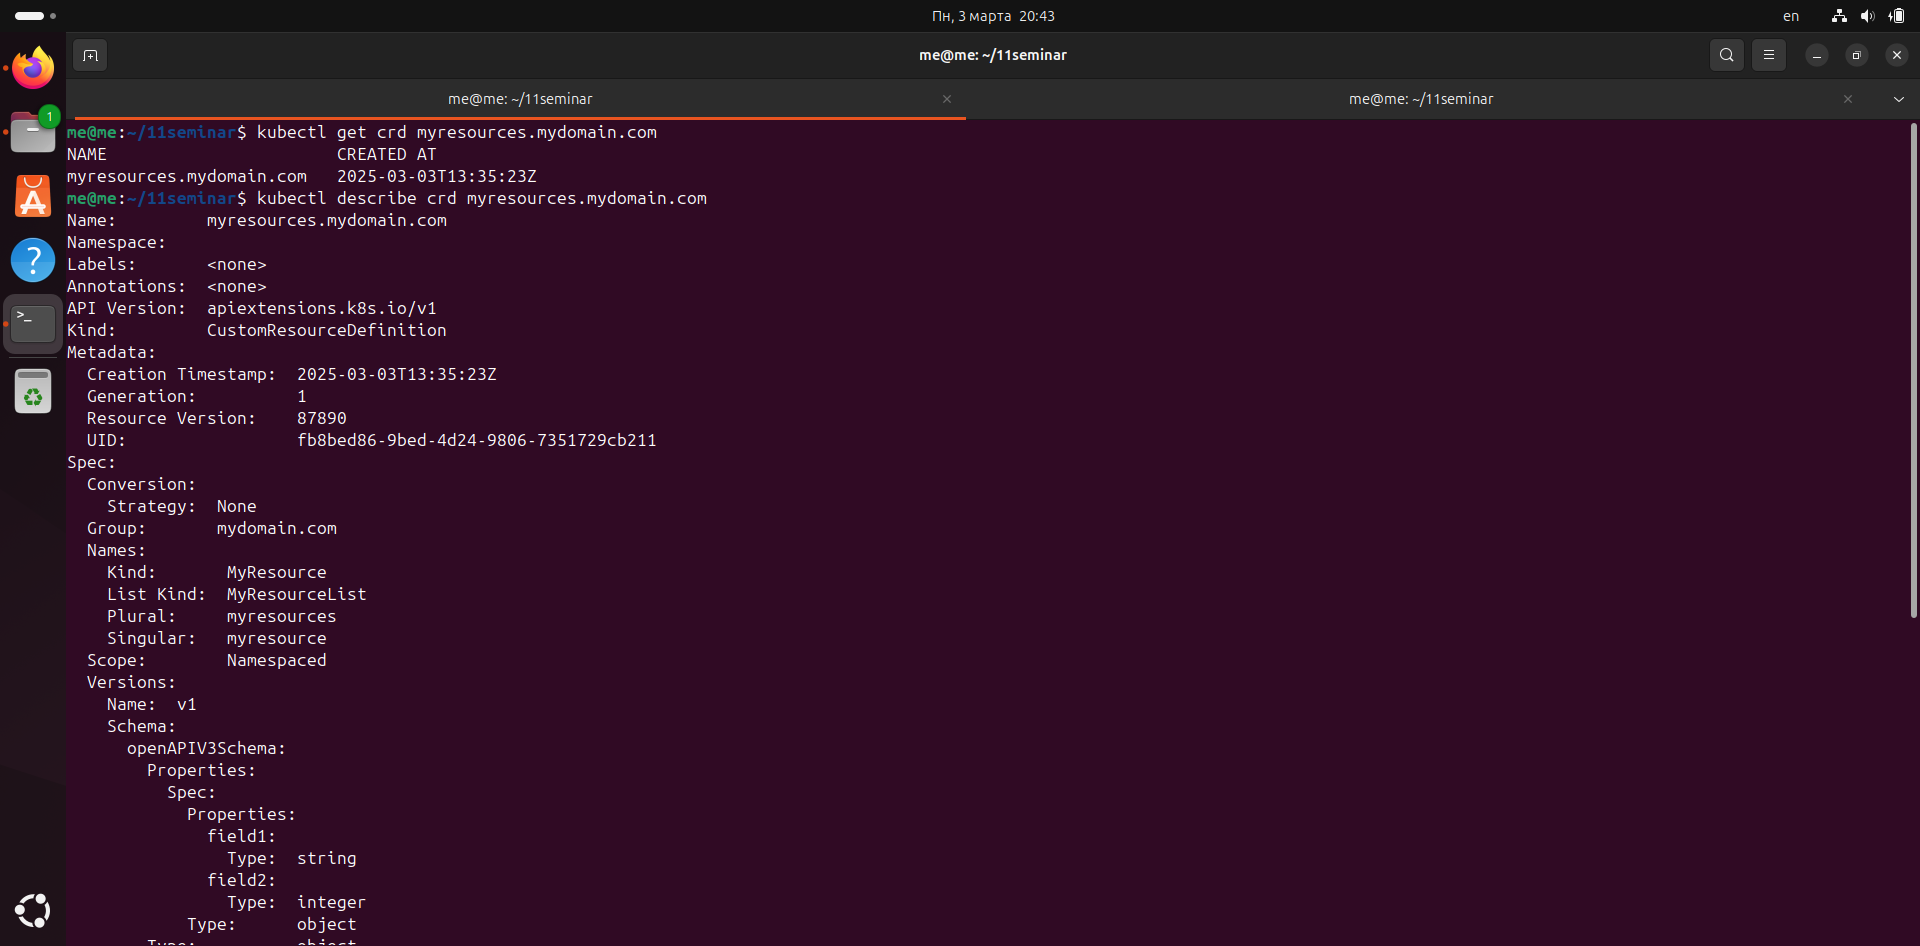 Пн, 3 марта 20:43
en
me@me: ~/11seminar
me@me: ~/11seminar
me@me: ~/11seminar
1
me@me:~/11seminar$ kubectl get crd myresources.mydomain.com
NAME                       CREATED AT
myresources.mydomain.com   2025-03-03T13:35:23Z
me@me:~/11seminar$ kubectl describe crd myresources.mydomain.com
Name:         myresources.mydomain.com
Namespace:
Labels:       <none>
Annotations:  <none>
API Version:  apiextensions.k8s.io/v1
Kind:         CustomResourceDefinition
Metadata:
  Creation Timestamp:  2025-03-03T13:35:23Z
  Generation:          1
  Resource Version:    87890
  UID:                 fb8bed86-9bed-4d24-9806-7351729cb211
Spec:
  Conversion:
    Strategy:  None
  Group:       mydomain.com
  Names:
    Kind:       MyResource
    List Kind:  MyResourceList
    Plural:     myresources
    Singular:   myresource
  Scope:        Namespaced
  Versions:
    Name:  v1
    Schema:
      openAPIV3Schema:
        Properties:
          Spec:
            Properties:
              field1:
                Type:  string
              field2:
                Type:  integer
            Type:      object
        Type:          object